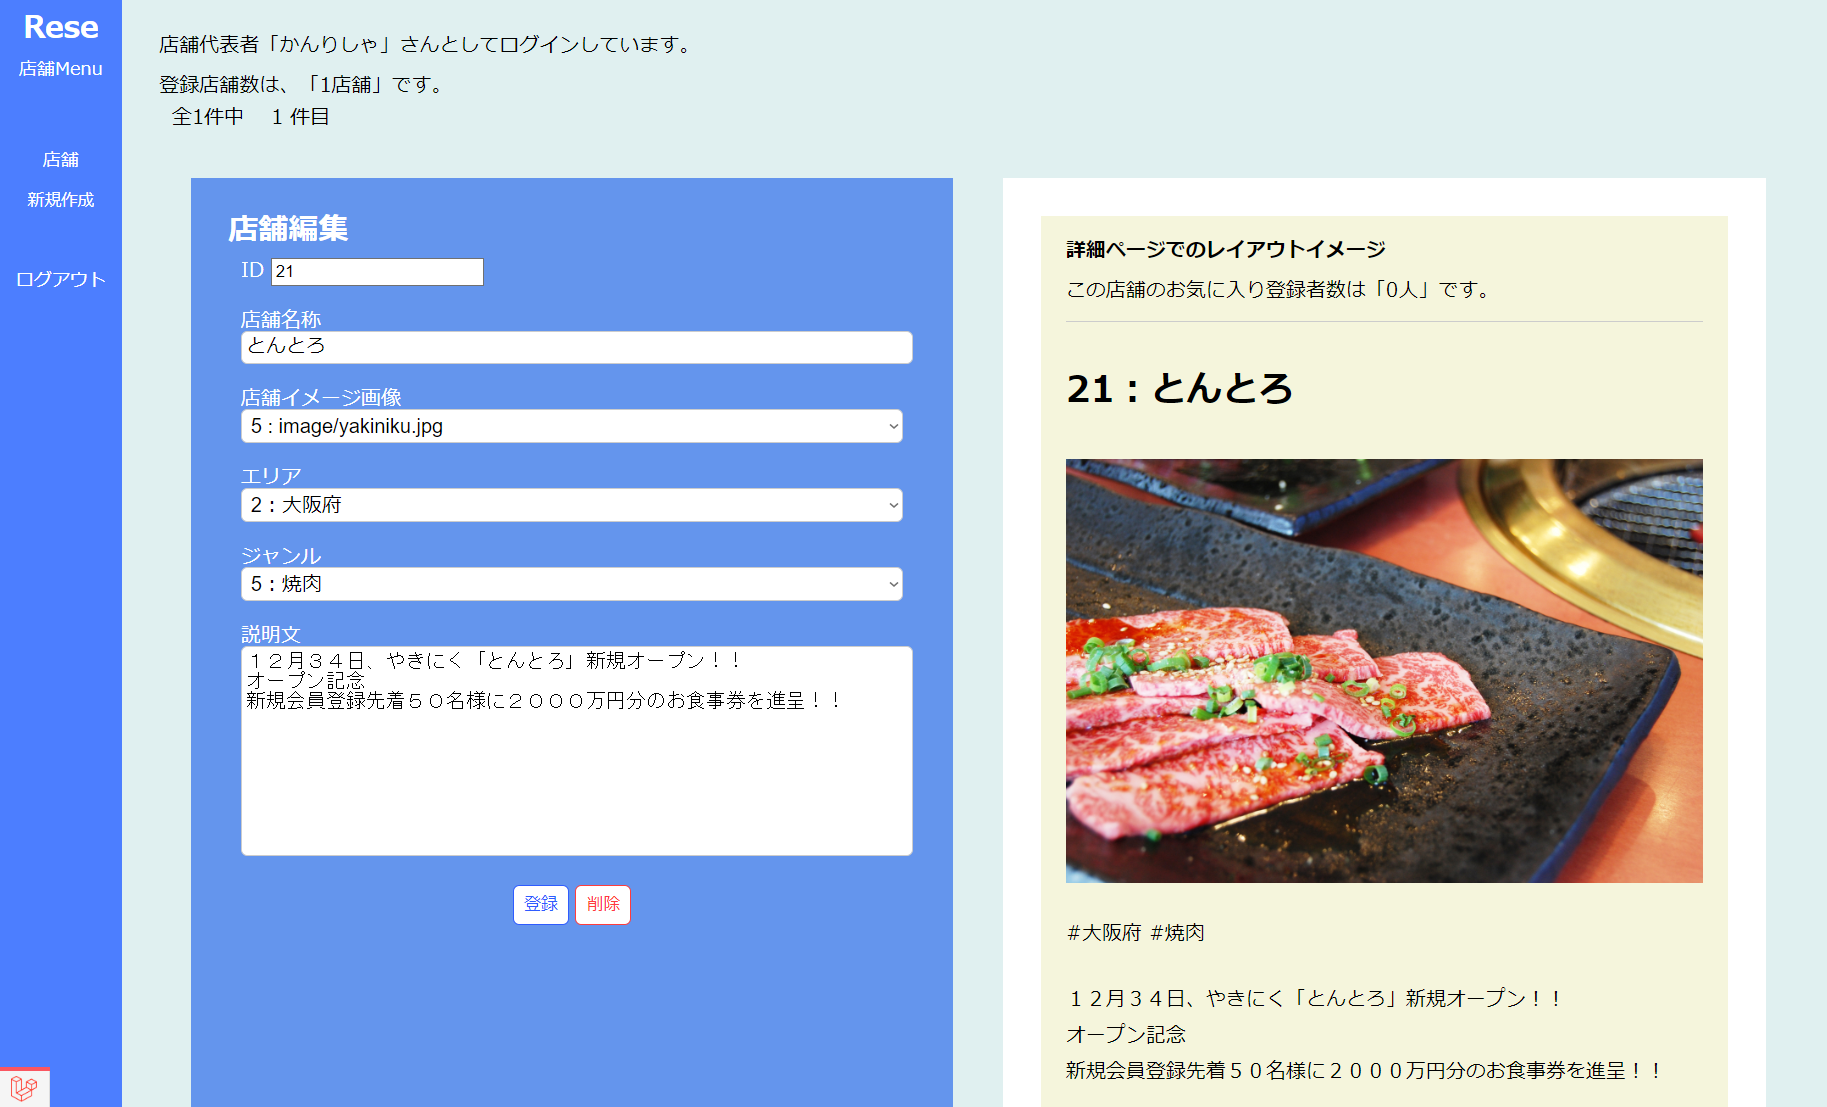 Rese
店舗Menu
店舗
新規作成
ログアウト
店舗代表者「かんりしゃ」さんとしてログインしています。
登録店舗数は、「1店舗」です。
全1件中　1 件目
店舗編集
ID 21
店舗名称
とんとろ
店舗イメージ画像
5 : image/yakiniku.jpg
エリア
2：大阪府
ジャンル
5：焼肉
説明文
１２月３４日、やきにく「とんとろ」新規オープン！！
オープン記念
新規会員登録先着５０名様に２０００万円分のお食事券を進呈！！
登録 削除
詳細ページでのレイアウトイメージ
この店舗のお気に入り登録者数は「0人」です。
21：とんとろ
#大阪府 #焼肉
１２月３４日、やきにく「とんとろ」新規オープン！！
オープン記念
新規会員登録先着５０名様に２０００万円分のお食事券を進呈！！